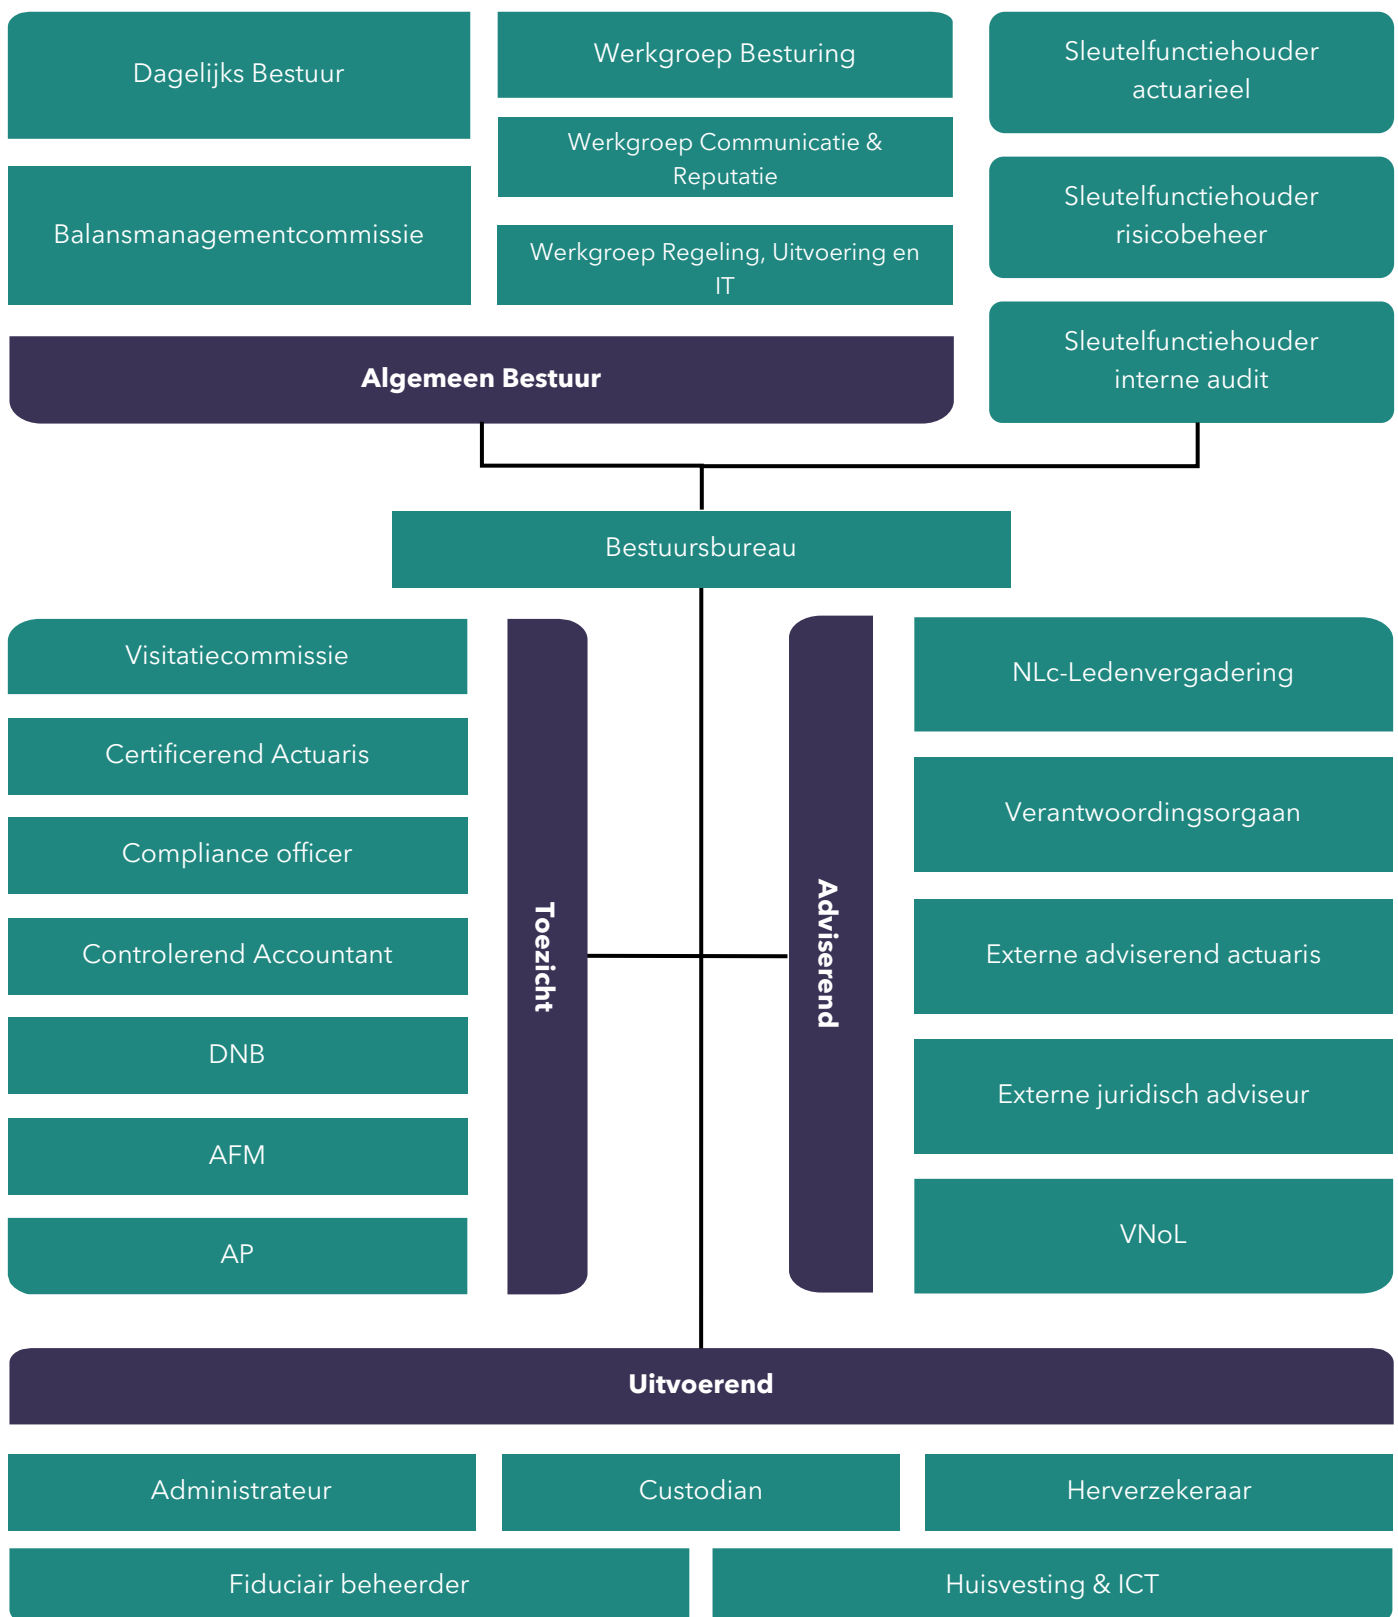 Dagelijks Bestuur
Balansmanagementcommissie
Werkgroep Besturing
Werkgroep Communicatie &
Reputatie
Werkgroep Regeling, Uitvoering en
IT
Algemeen Bestuur
Sleutelfunctiehouder
actuarieel
Sleutelfunctiehouder
risicobeheer
Sleutelfunctiehouder
interne audit
Bestuursbureau
Visitatiecommissie
Certificerend Actuaris
Compliance officer
Controlerend Accountant
DNB
AFM
AP
Toezicht
Adviserend
NLc-Ledenvergadering
Verantwoordingsorgaan
Externe adviserend actuaris
Externe juridisch adviseur
VNoL
Uitvoerend
Administrateur
Custodian
Herverzekeraar
Fiduciair beheerder
Huisvesting & ICT